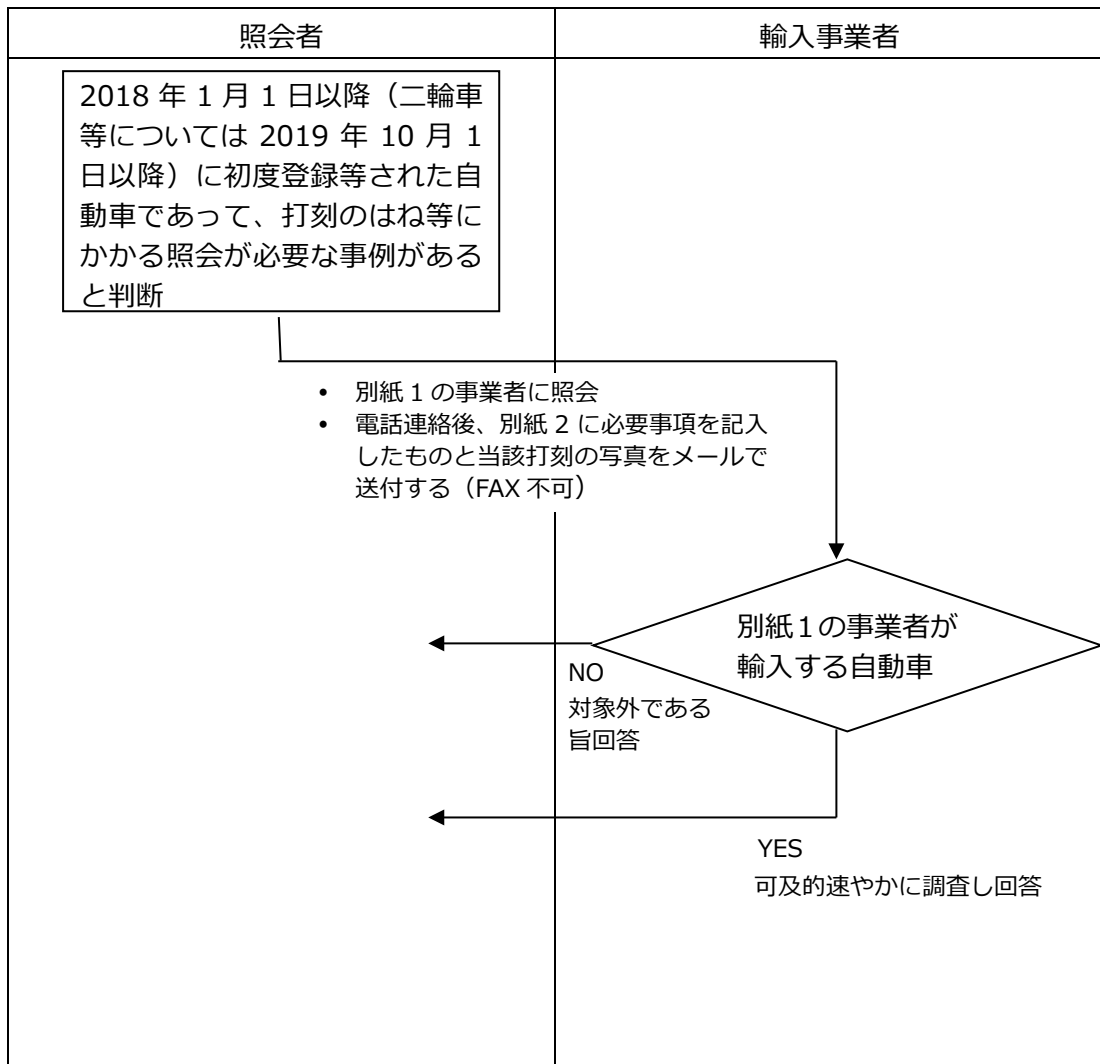 照会者
輸入事業者
2018 年 1 月 1 日以降（二輪車
等については 2019 年 10 月 1
日以降）に初度登録等された自
動車であって、打刻のはね等に
かかる照会が必要な事例がある
と判断
• 別紙 1 の事業者に照会
• 電話連絡後、別紙 2 に必要事項を記入
したものと当該打刻の写真をメールで
送付する（FAX 不可）
別紙１の事業者が
輸入する自動車
NO
対象外である
旨回答
YES
可及的速やかに調査し回答